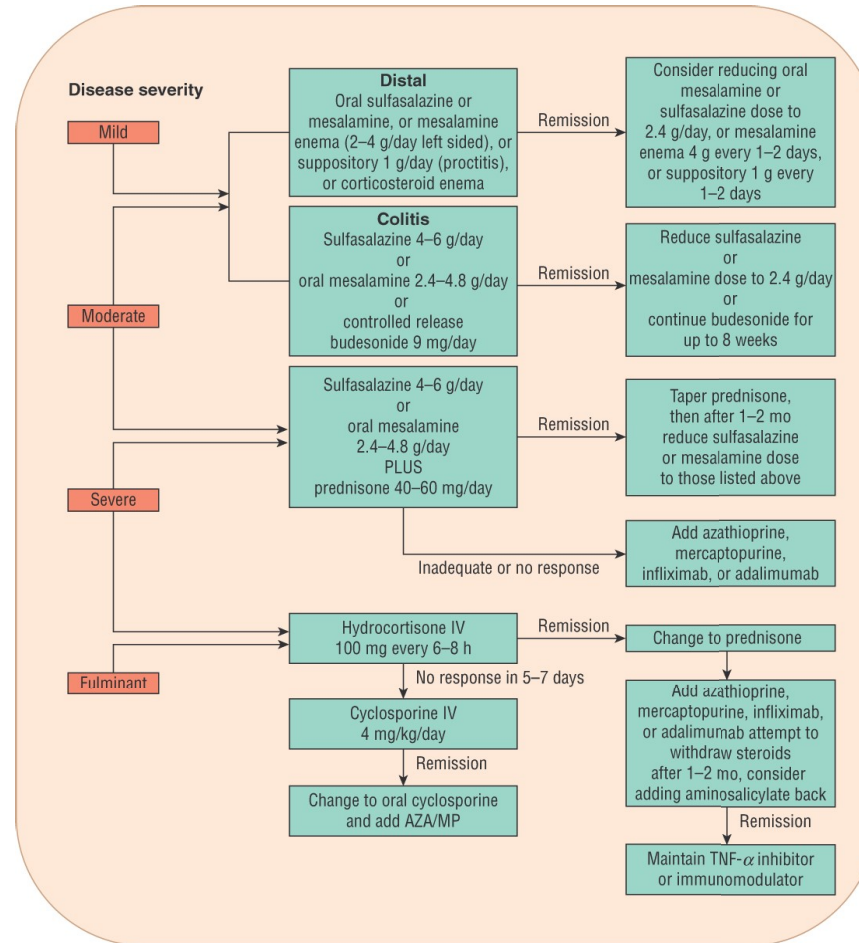 Disease severity
Mild
Moderate
Severe
Fulminant
Distal
Oral sulfasalazine or
mesalamine, or mesalamine
enema (2–4 g/day left sided), or
suppository 1 g/day (proctitis),
or corticosteroid enema
Remission
Consider reducing oral
mesalamine or
sulfasalazine dose to
2.4 g/day, or mesalamine
enema 4 g every 1–2 days,
or suppository 1 g every
1–2 days
Colitis
Sulfasalazine 4–6 g/day
or
oral mesalamine 2.4–4.8 g/day
or
controlled release
budesonide 9 mg/day
Remission
Reduce sulfasalazine
or
mesalamine dose to 2.4 g/day
or
continue budesonide for
up to 8 weeks
Sulfasalazine 4–6 g/day
or
oral mesalamine
2.4–4.8 g/day
PLUS
prednisone 40–60 mg/day
Remission
Taper prednisone,
then after 1–2 mo
reduce sulfasalazine
or mesalamine dose
to those listed above
Inadequate or no response
Add azathioprine,
mercaptopurine,
infliximab, or adalimumab
Hydrocortisone IV
100 mg every 6–8 h
Remission
Change to prednisone
No response in 5–7 days
Cyclosporine IV
4 mg/kg/day
Remission
Change to oral cyclosporine
and add AZA/MP
Add azathioprine,
mercaptopurine, infliximab,
or adalimumab attempt to
withdraw steroids
after 1–2 mo, consider
adding aminosalicylate back
Remission
Maintain TNF-α inhibitor
or immunomodulator